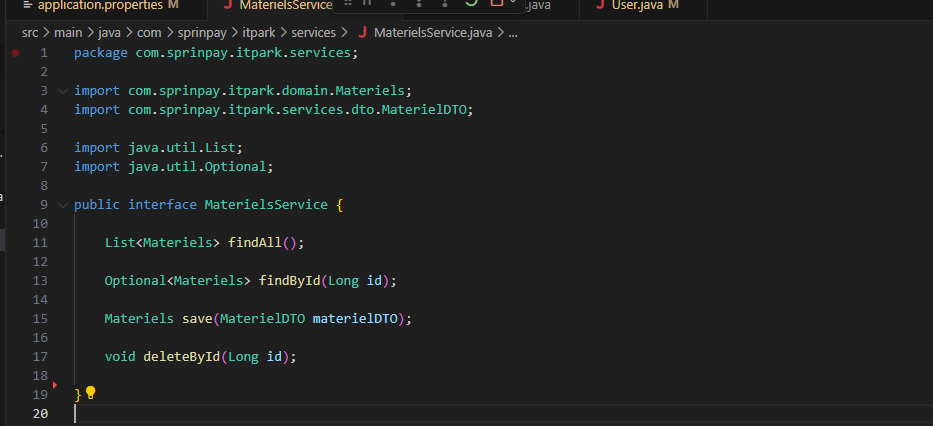 application.properties M
MaterielsService
.java
User.java M
src > main > java > com > sprinpay > itpark > services > MaterielsService.java > ...
1 package com.sprinpay.itpark.services;
2
3 import com.sprinpay.itpark.domain.Materiels;
4 import com.sprinpay.itpark.services.dto.MaterielDTO;
5
6 import java.util.List;
7 import java.util.Optional;
8
9 public interface MaterielsService {
10
11 List<Materiels> findAll();
12
13 Optional<Materiels> findById(Long id);
14
15 Materiels save(MaterielDTO materielDTO);
16
17 void deleteById(Long id);
18
19 }
20